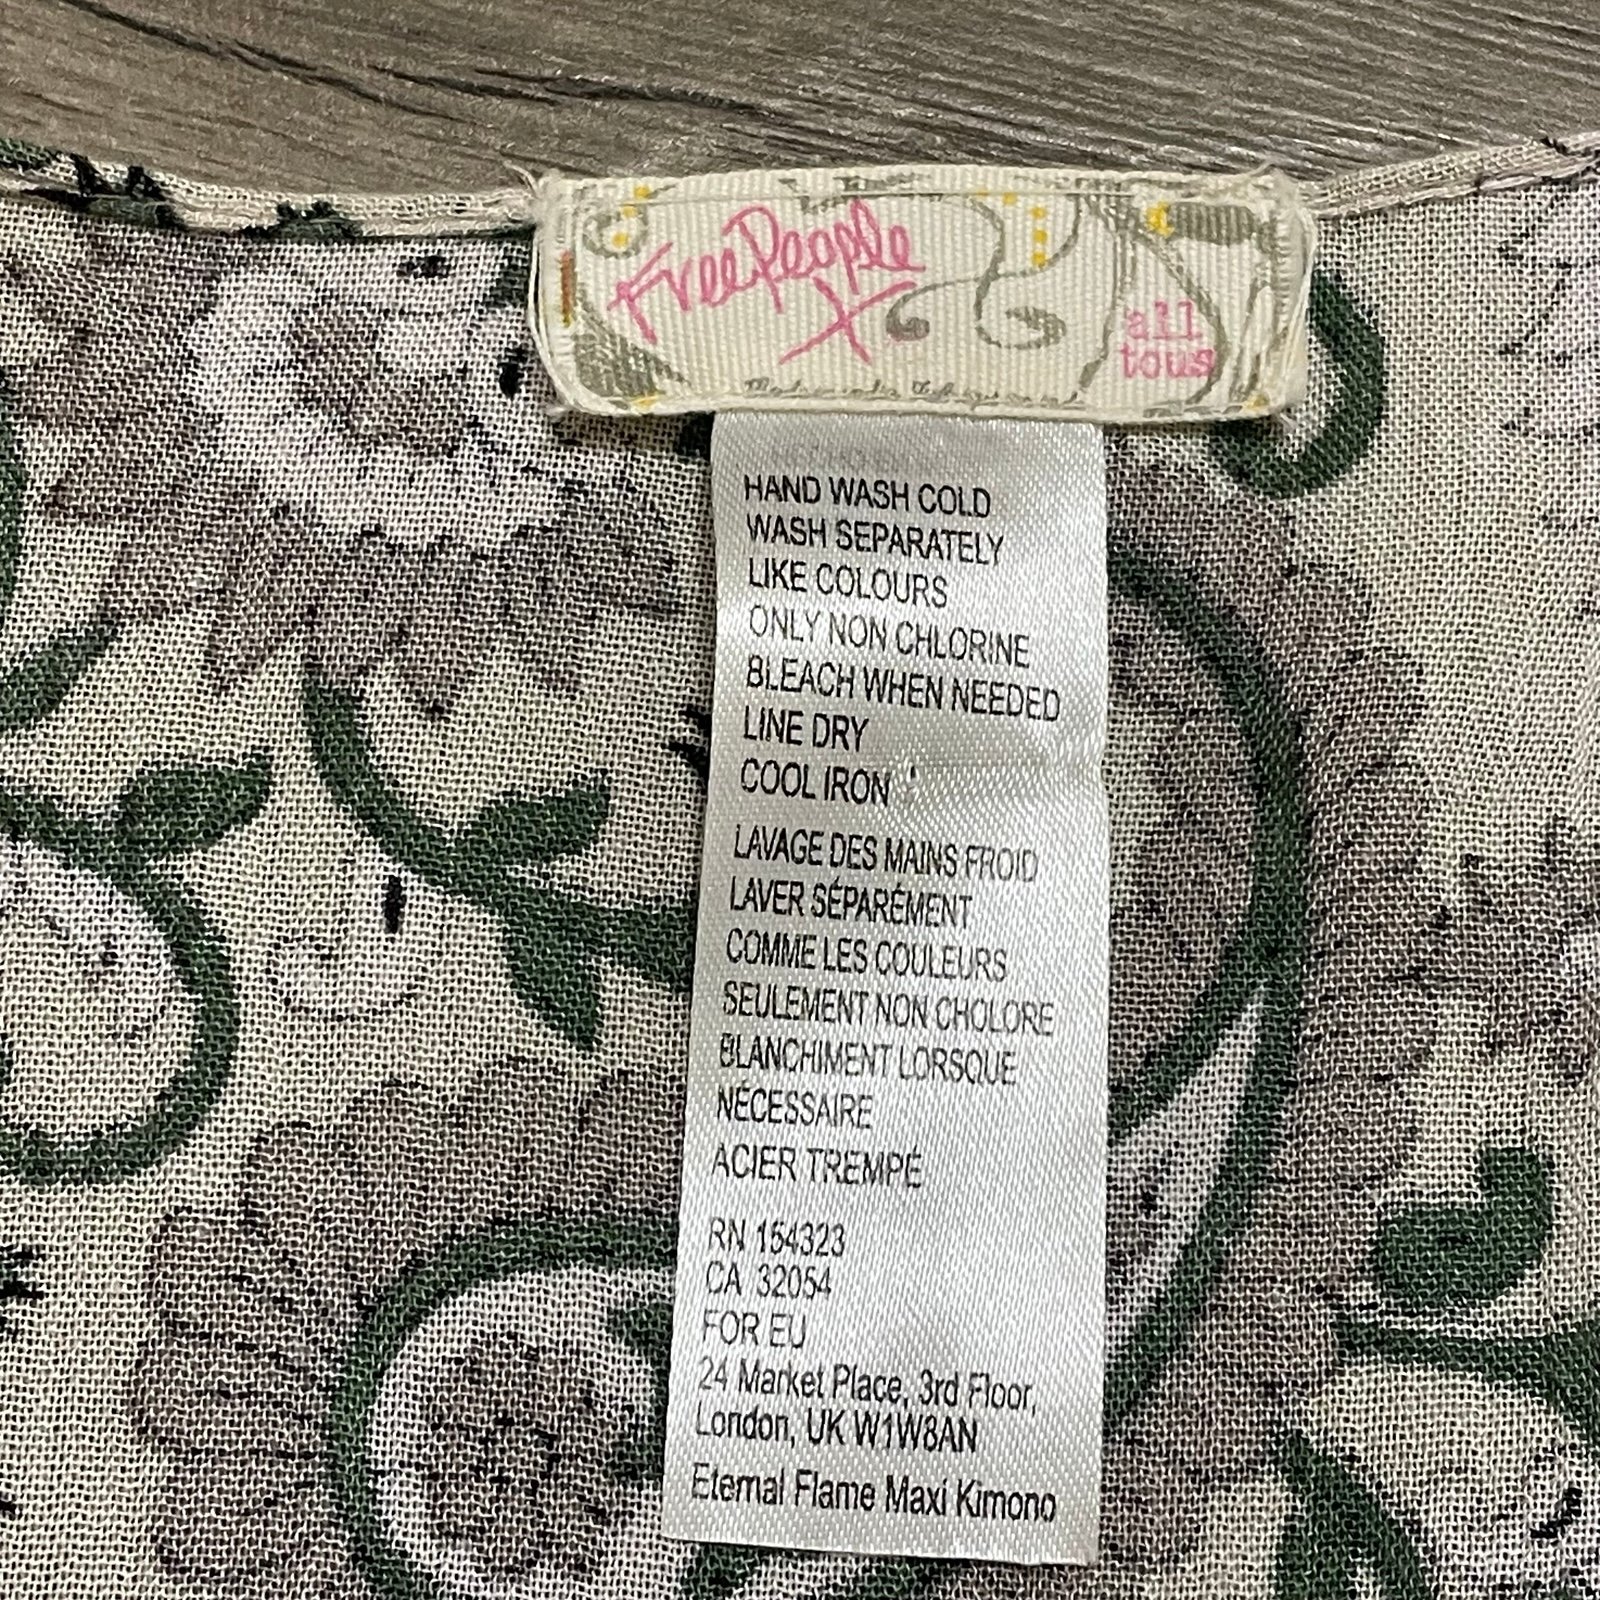 Free People
X
all
tous
HAND WASH COLD
WASH SEPARATELY
LIKE COLOURS
ONLY NON CHLORINE
BLEACH WHEN NEEDED
LINE DRY
COOL IRON
LAVAGE DES MAINS FROID
LAVER SÉPARÉMENT
COMME LES COULEURS
SEULEMENT NON CHOLORE
BLANCHIMENT LORSQUE
NÉCESSAIRE
ACIER TREMPÉ
RN 154323
CA 32054
FOR EU
24 Market Place, 3rd Floor,
London, UK W1W8AN
Eternal Flame Maxi Kimono